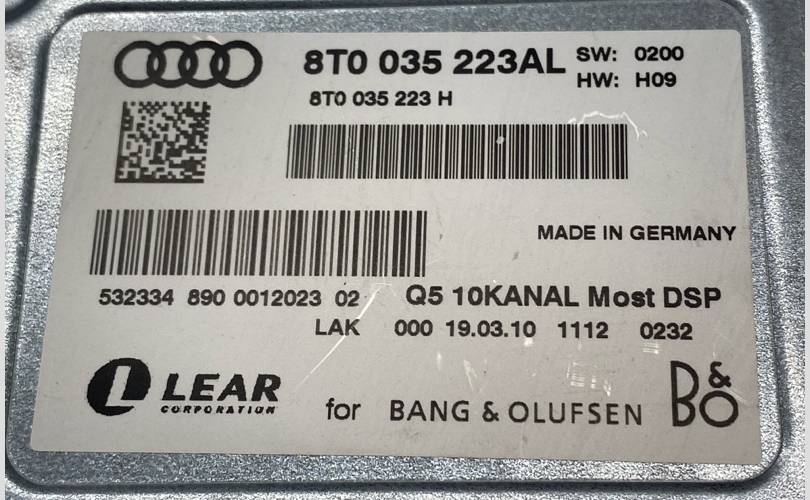 8T0 035 223AL SW: 0200
HW: H09
8T0 035 223 H
MADE IN GERMANY
532334 890 0012023 02
Q5 10KANAL Most DSP
LAK 000 19.03.10 1112 0232
LEAR
CORPORATION
for BANG & OLUFSEN B&O